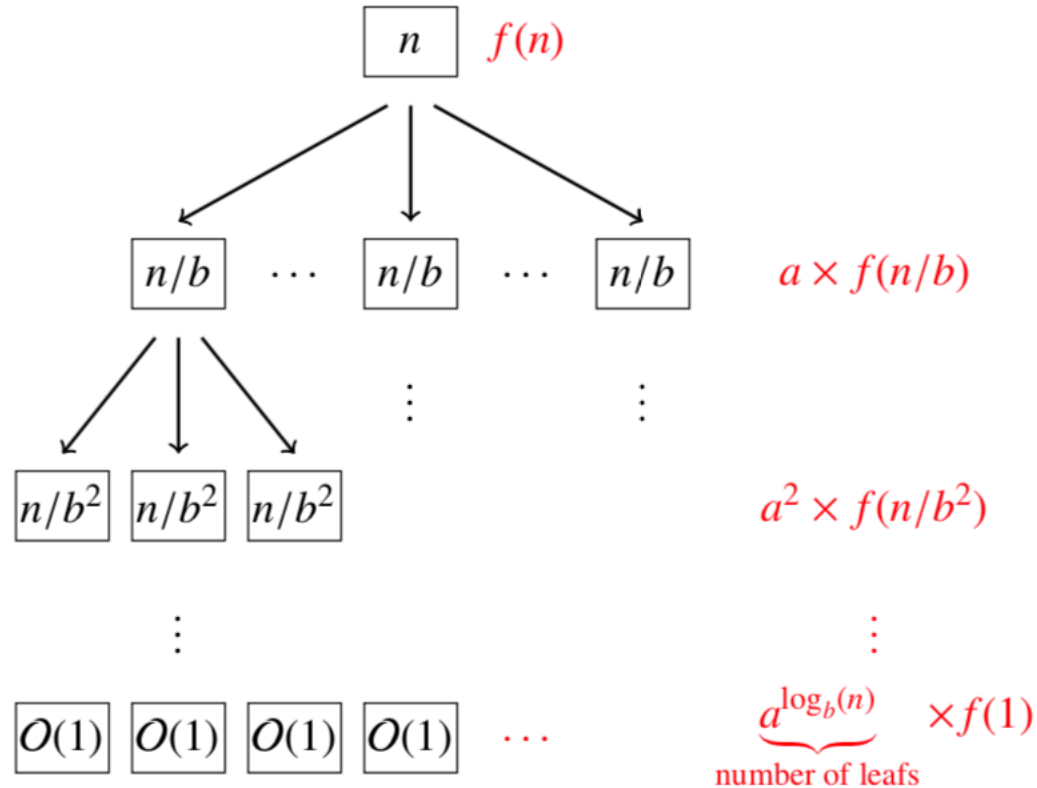 n f(n)
n/b ⋯ n/b ⋯ n/b a × f(n/b)
⋮ ⋮
n/b² n/b² n/b² a² × f(n/b²)
⋮ ⋮
𝒪(1) 𝒪(1) 𝒪(1) 𝒪(1) ⋯ a^{log_b(n)} ×f(1)
number of leafs